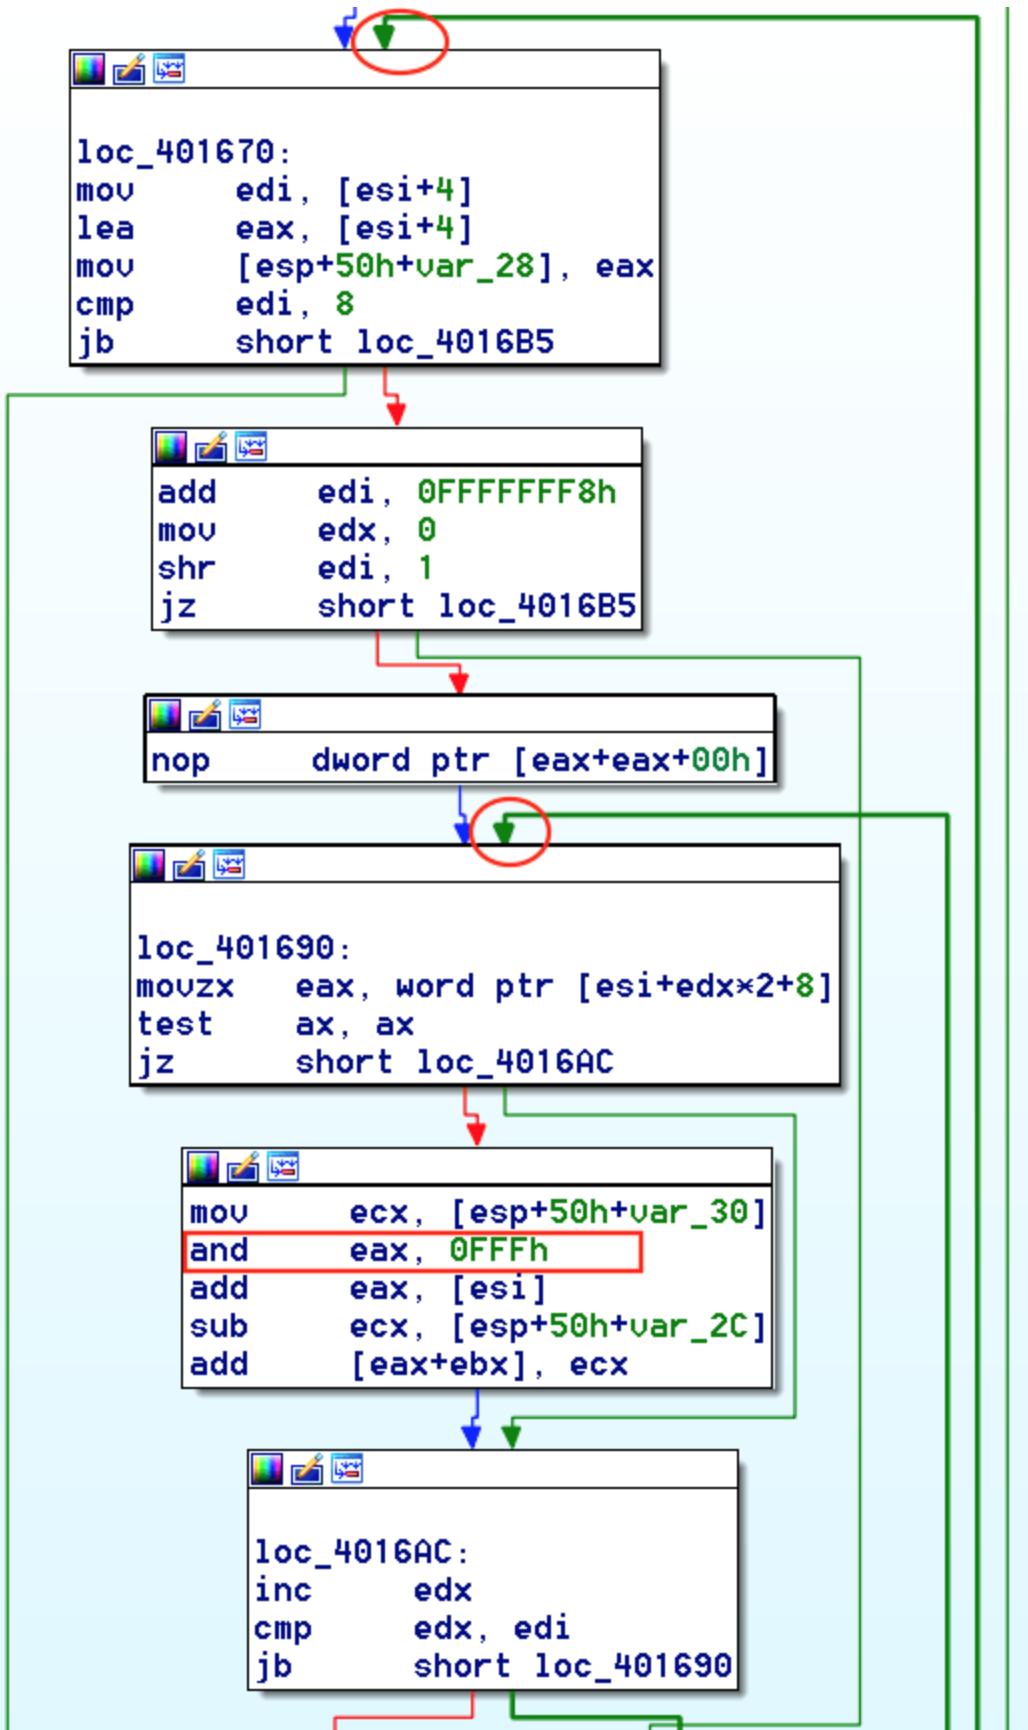 loc_401670:
mov edi, [esi+4]
lea eax, [esi+4]
mov [esp+50h+var_28], eax
cmp edi, 8
jb short loc_4016B5
add edi, 0FFFFFFF8h
mov edx, 0
shr edi, 1
jz short loc_4016B5
nop dword ptr [eax+eax+00h]
loc_401690:
movzx eax, word ptr [esi+edx*2+8]
test ax, ax
jz short loc_4016AC
mov ecx, [esp+50h+var_30]
and eax, 0FFFh
add eax, [esi]
sub ecx, [esp+50h+var_2C]
add [eax+ebx], ecx
loc_4016AC:
inc edx
cmp edx, edi
jb short loc_401690